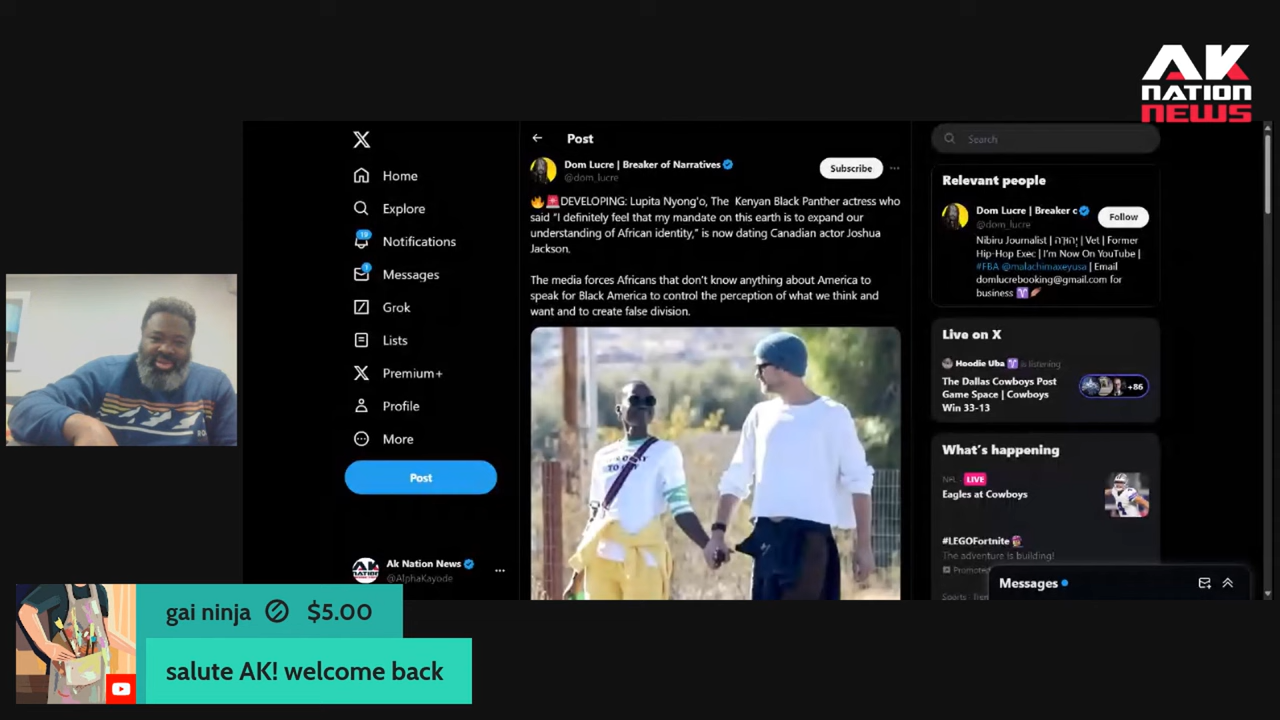 AK
NATION
NEWS
X
Home
Explore
19
Notifications
1
Messages
Grok
Lists
Premium+
Profile
More
Post
Ak Nation News
@AlphaKayode
Post
Dom Lucre | Breaker of Narratives
@dom_lucre
Subscribe
🔥🚨DEVELOPING: Lupita Nyong'o, The Kenyan Black Panther actress who
said "I definitely feel that my mandate on this earth is to expand our
understanding of African identity," is now dating Canadian actor Joshua
Jackson.
The media forces Africans that don't know anything about America to
speak for Black America to control the perception of what we think and
want and to create false division.
Search
Relevant people
Dom Lucre | Breaker c
@dom_lucre
Follow
Nibiru Journalist | יהודה | Vet | Former
Hip-Hop Exec | I'm Now On YouTube |
#FBA @malachimaxeyusa | Email
domlucrebooking@gmail.com for
business
Live on X
Hoodie Uba is listening
The Dallas Cowboys Post
Game Space | Cowboys
Win 33-13
+86
What's happening
NFL · LIVE
Eagles at Cowboys
#LEGOFortnite
The adventure is building!
Promoted
Messages
gai ninja $5.00
salute AK! welcome back